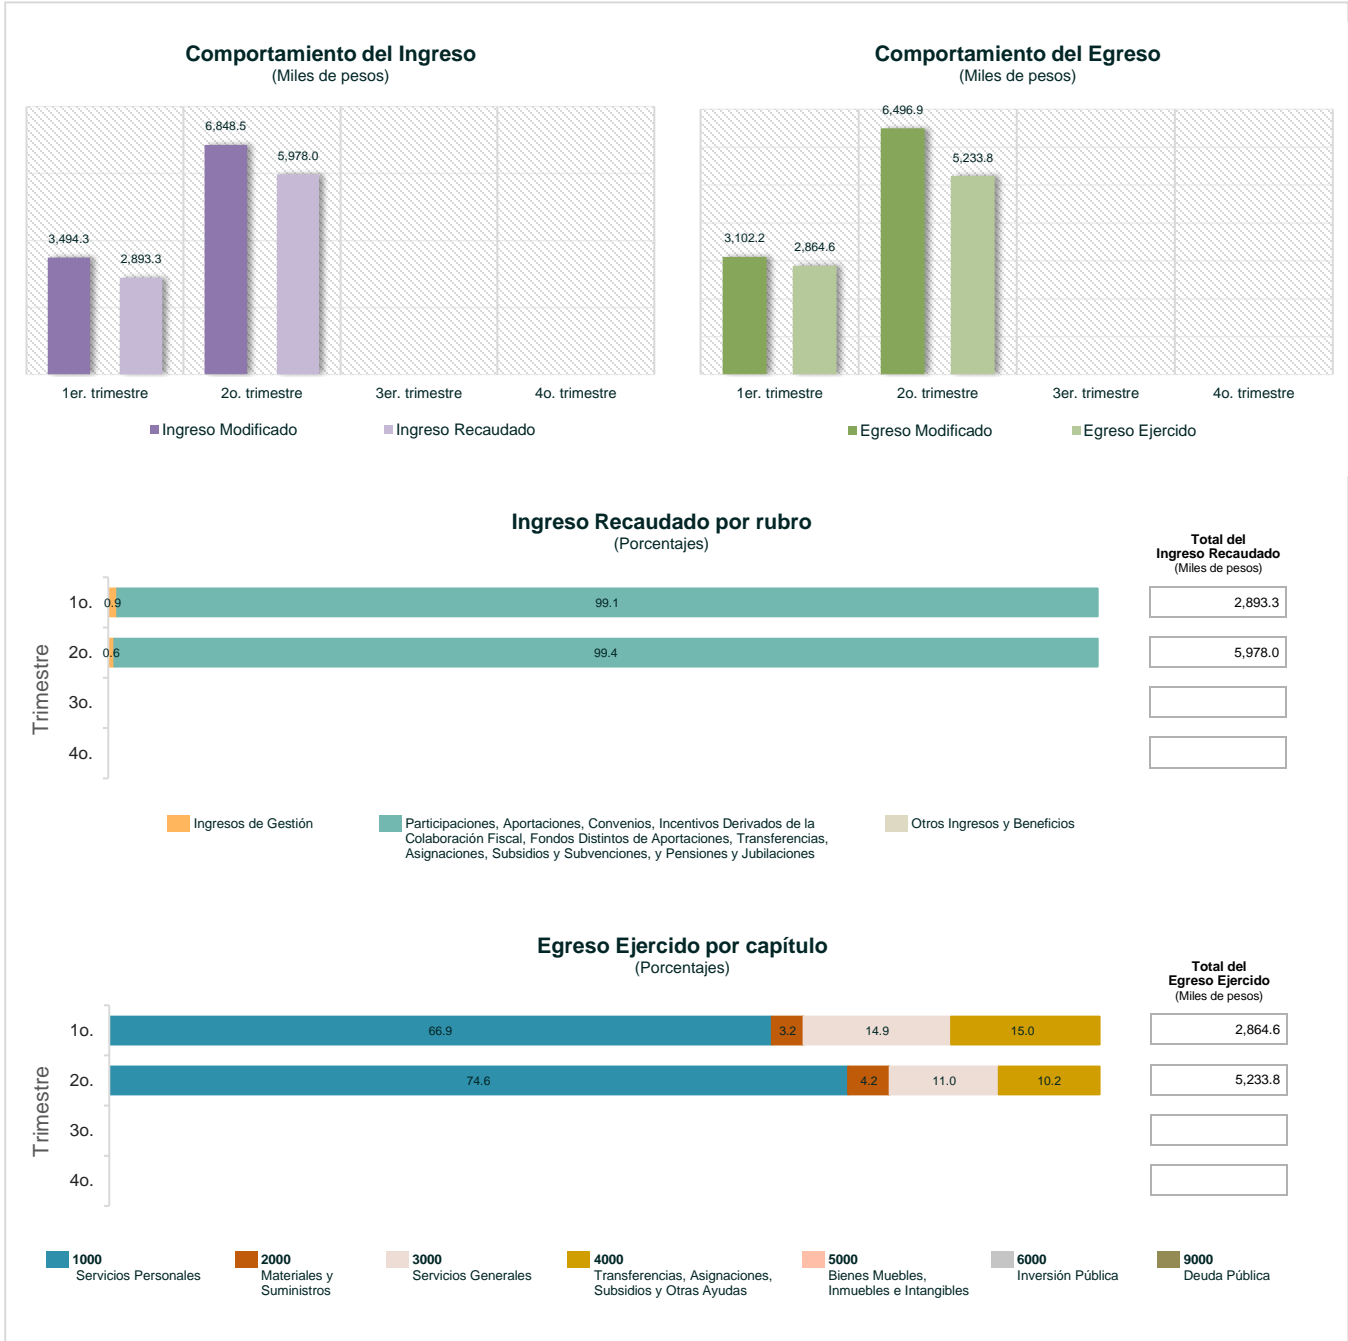 Comportamiento del Ingreso
(Miles de pesos)
6,848.5
5,978.0
3,494.3
2,893.3
1er. trimestre
2o. trimestre
3er. trimestre
4o. trimestre
Ingreso Modificado
Ingreso Recaudado
Comportamiento del Egreso
(Miles de pesos)
6,496.9
5,233.8
3,102.2
2,864.6
1er. trimestre
2o. trimestre
3er. trimestre
4o. trimestre
Egreso Modificado
Egreso Ejercido
Ingreso Recaudado por rubro
(Porcentajes)
Total del
Ingreso Recaudado
(Miles de pesos)
Trimestre
1o.
0.9
99.1
2,893.3
2o.
0.6
99.4
5,978.0
3o.
4o.
Ingresos de Gestión
Participaciones, Aportaciones, Convenios, Incentivos Derivados de la
Colaboración Fiscal, Fondos Distintos de Aportaciones, Transferencias,
Asignaciones, Subsidios y Subvenciones, y Pensiones y Jubilaciones
Otros Ingresos y Beneficios
Egreso Ejercido por capítulo
(Porcentajes)
Total del
Egreso Ejercido
(Miles de pesos)
Trimestre
1o.
66.9
3.2
14.9
15.0
2,864.6
2o.
74.6
4.2
11.0
10.2
5,233.8
3o.
4o.
1000
Servicios Personales
2000
Materiales y
Suministros
3000
Servicios Generales
4000
Transferencias, Asignaciones,
Subsidios y Otras Ayudas
5000
Bienes Muebles,
Inmuebles e Intangibles
6000
Inversión Pública
9000
Deuda Pública